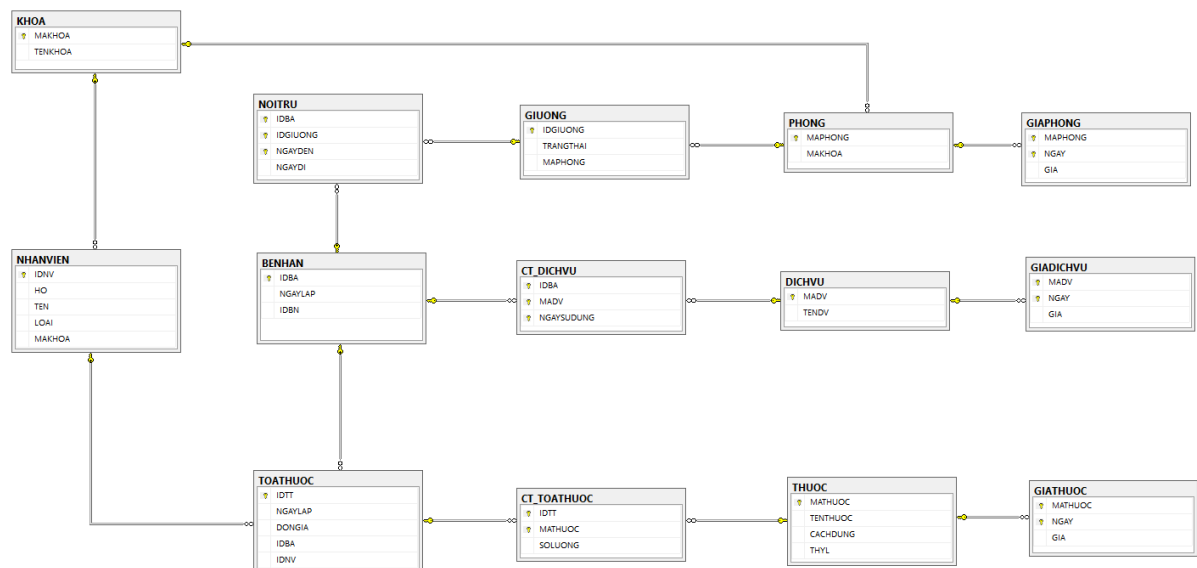 KHOA
MAKHOA
TENKHOA
NOITRU
IDBA
IDGIUONG
NGAYDEN
NGAYDI
GIUONG
IDGIUONG
TRANGTHAI
MAPHONG
PHONG
MAPHONG
MAKHOA
GIAPHONG
MAPHONG
NGAY
GIA
NHANVIEN
IDNV
HO
TEN
LOAI
MAKHOA
BENHAN
IDBA
NGAYLAP
IDBN
CT_DICHVU
IDBA
MADV
NGAYSUDUNG
DICHVU
MADV
TENDV
GIADICHVU
MADV
NGAY
GIA
TOATHUOC
IDTT
NGAYLAP
DONGIA
IDBA
IDNV
CT_TOATHUOC
IDTT
MATHUOC
SOLUONG
THUOC
MATHUOC
TENTHUOC
CACHDUNG
THYL
GIATHUOC
MATHUOC
NGAY
GIA